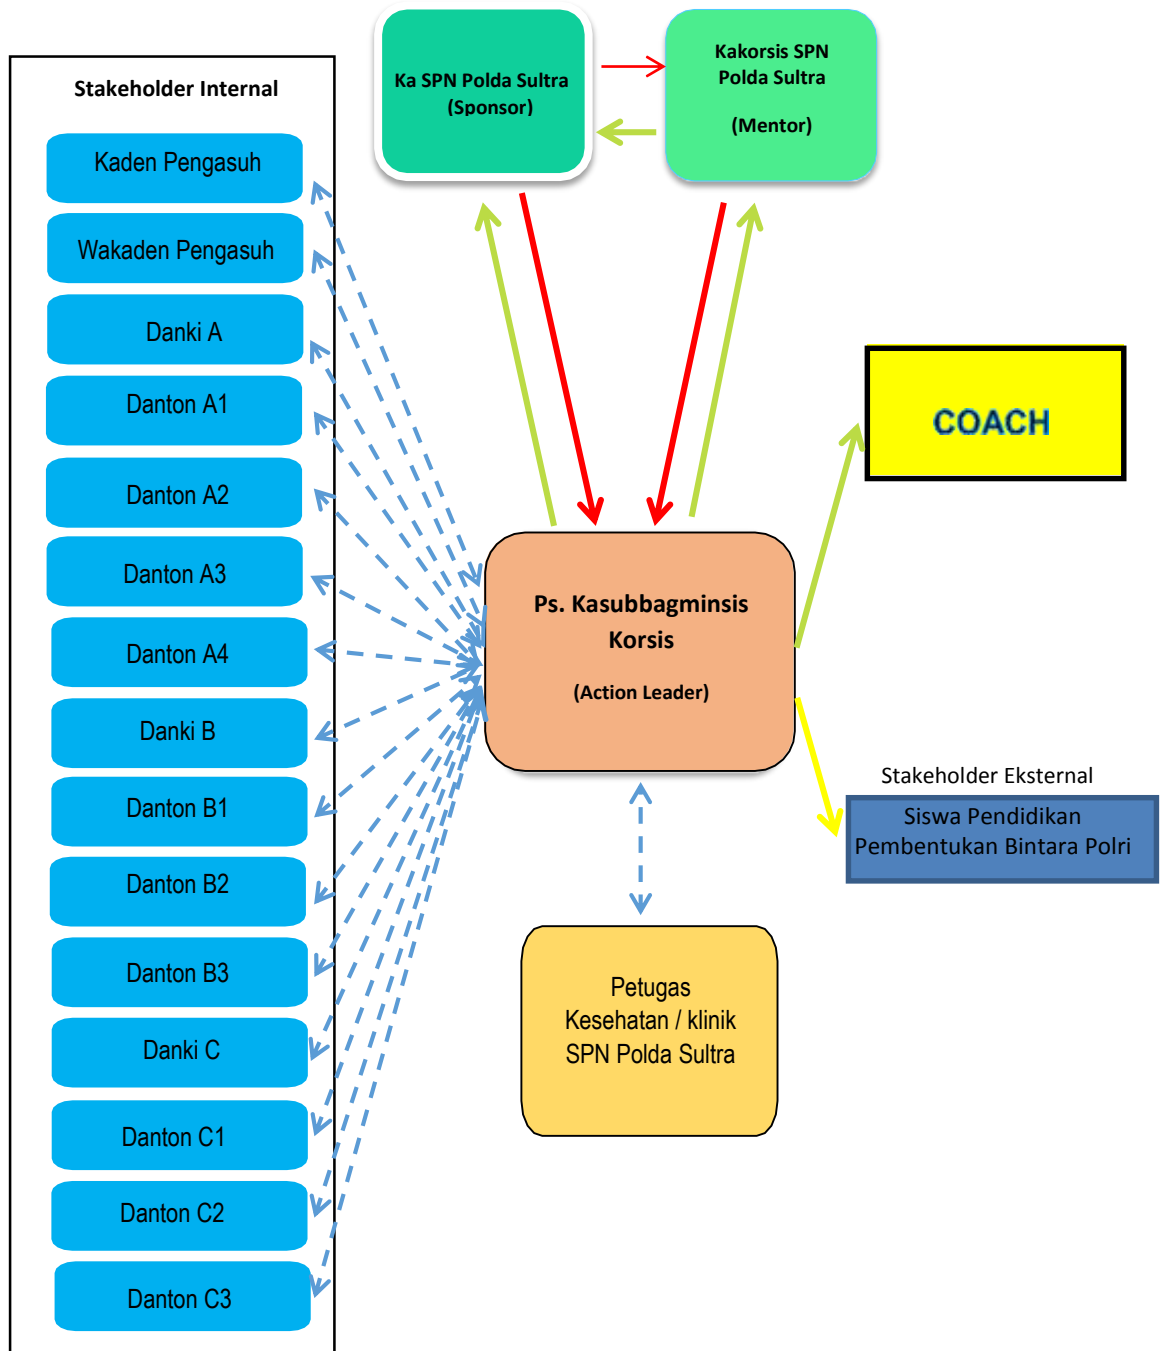 Stakeholder Internal
Kaden Pengasuh
Wakaden Pengasuh
Danki A
Danton A1
Danton A2
Danton A3
Danton A4
Danki B
Danton B1
Danton B2
Danton B3
Danki C
Danton C1
Danton C2
Danton C3
Ka SPN Polda Sultra
(Sponsor)
Kakorsis SPN
Polda Sultra
(Mentor)
COACH
Ps. Kasubbagminsis
Korsis
(Action Leader)
Stakeholder Eksternal
Siswa Pendidikan
Pembentukan Bintara Polri
Petugas
Kesehatan / klinik
SPN Polda Sultra